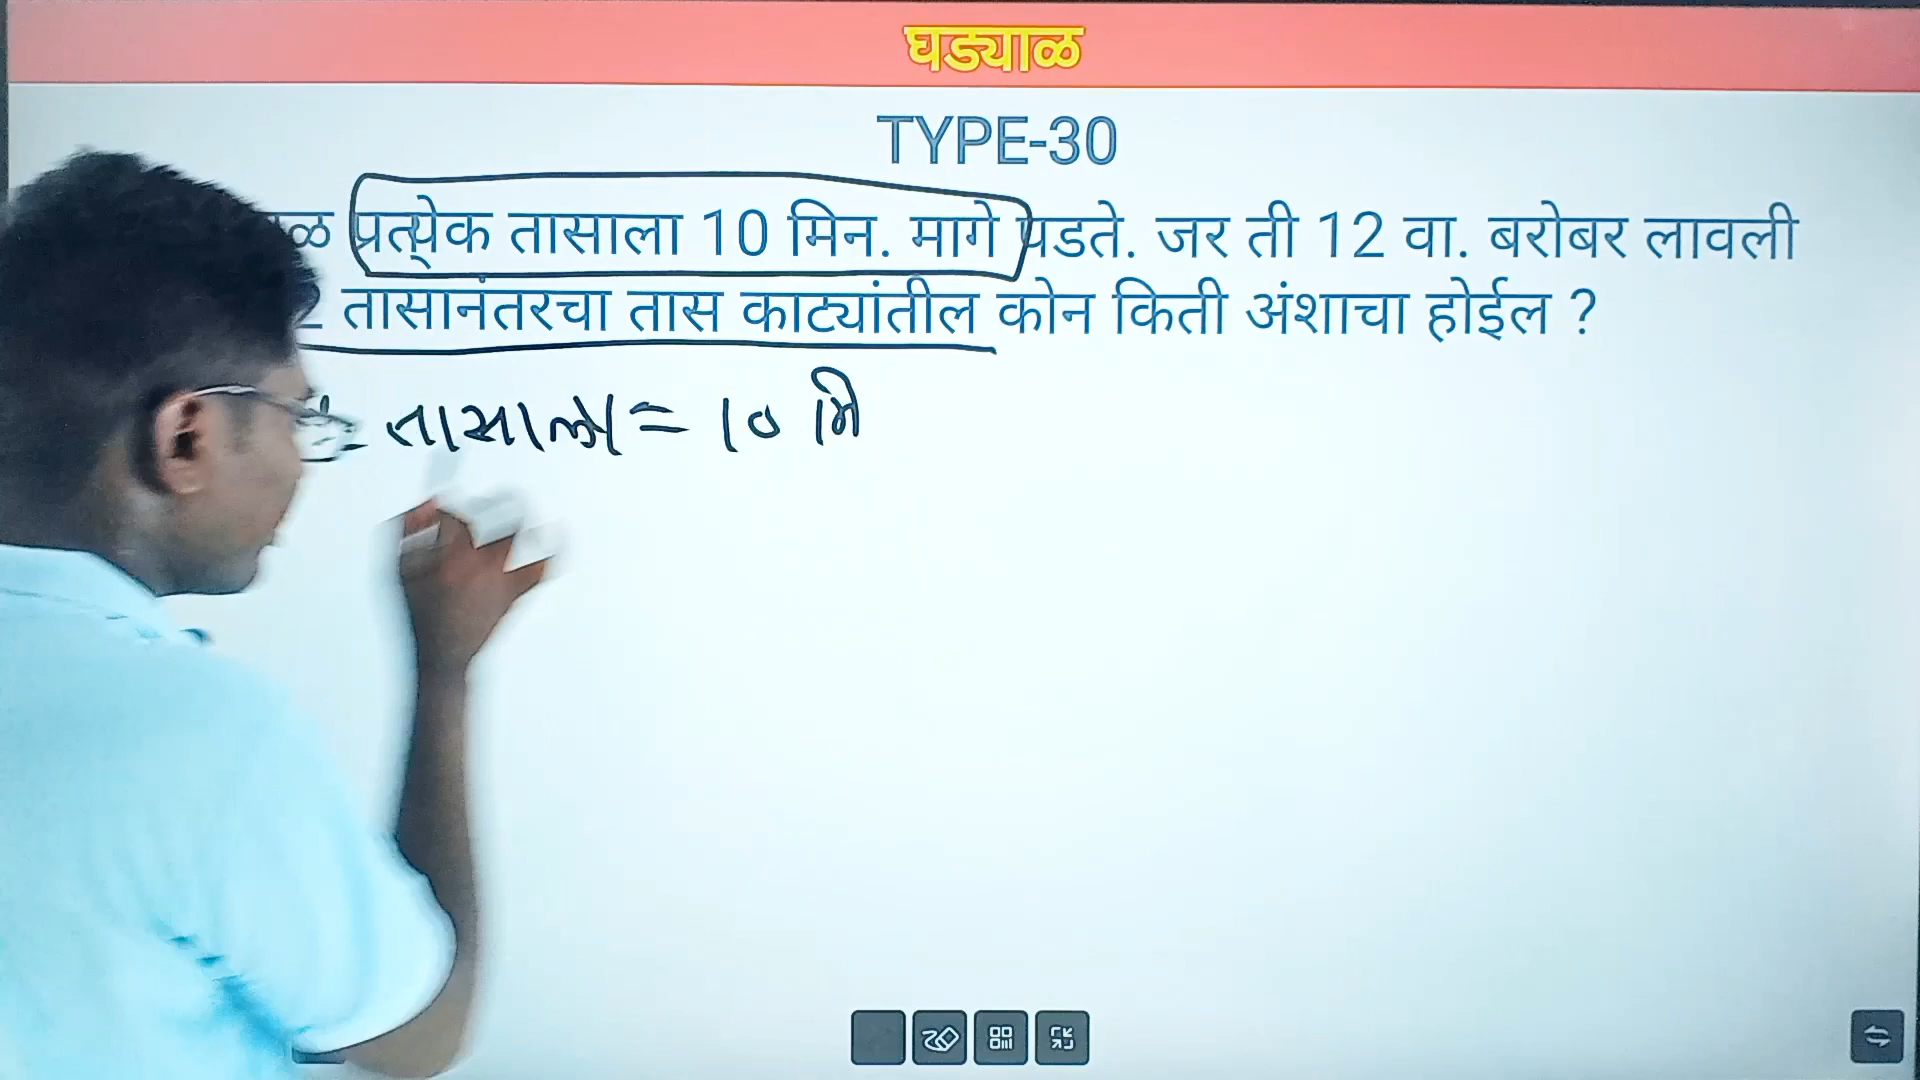 घड्याळ
TYPE-30
प्रत्येक तासाला 10 मिन. मागे पडते. जर ती 12 वा. बरोबर लावली
तासानंतरचा तास काट्यांतील कोन किती अंशाचा होईल ?
तासाला = 10 मि